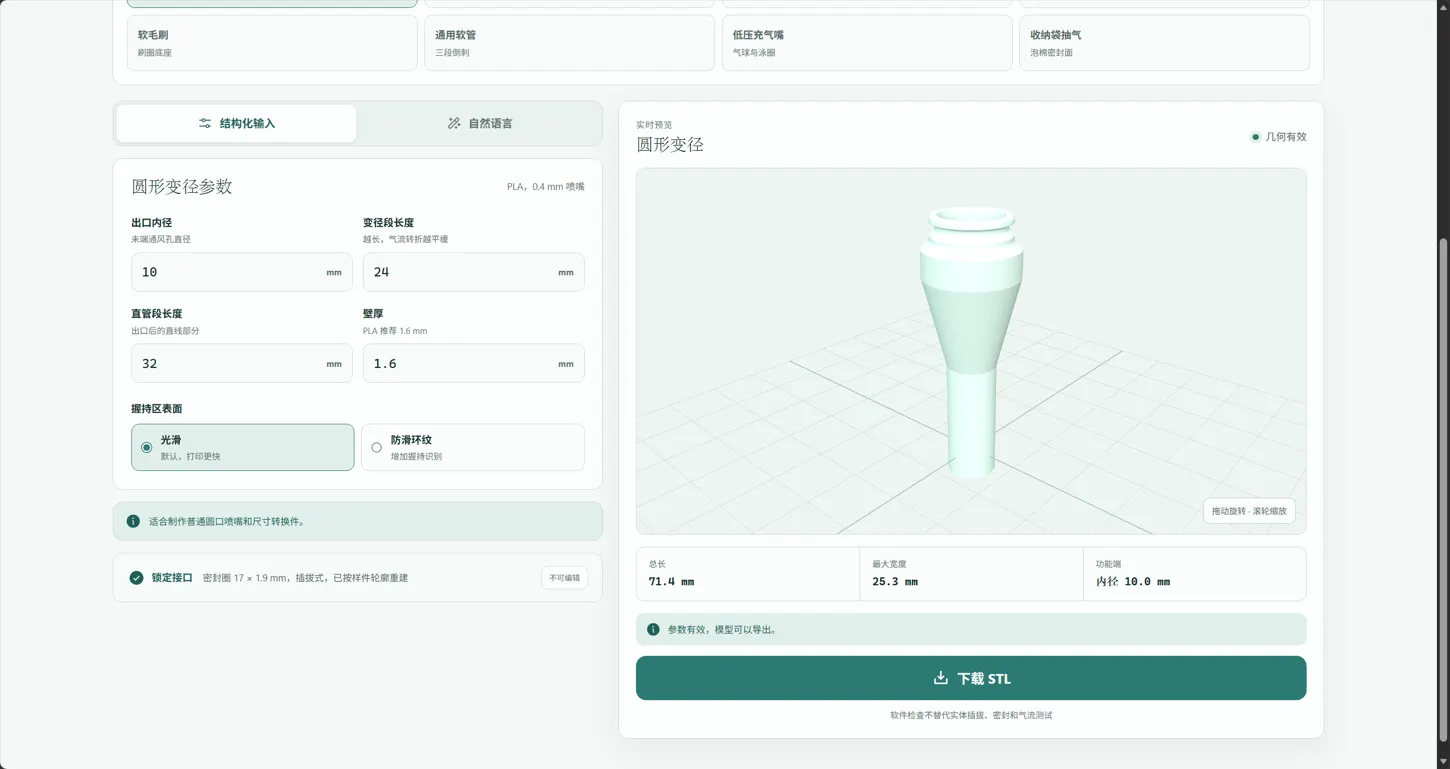 软毛刷
刷圈底座
通用软管
三段倒刺
低压充气嘴
气球与泳圈
收纳袋抽气
泡棉密封面
结构化输入
自然语言
圆形变径参数
PLA，0.4 mm 喷嘴
出口内径
末端通风孔直径
10 mm
变径段长度
越长，气流转折越平缓
24 mm
直管段长度
出口后的直线部分
32 mm
壁厚
PLA 推荐 1.6 mm
1.6 mm
握持区表面
光滑
默认，打印更快
防滑环纹
增加握持识别
适合制作普通圆口喷嘴和尺寸转换件。
锁定接口 密封圈 17 × 1.9 mm，插拔式，已按样件轮廓重建
不可编辑
实时预览
圆形变径
几何有效
拖动旋转 · 滚轮缩放
总长
71.4 mm
最大宽度
25.3 mm
功能端
内径 10.0 mm
参数有效，模型可以导出。
下载 STL
软件检查不替代实体插拔、密封和气流测试